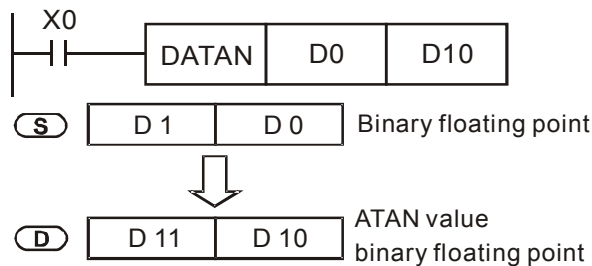 X0
DATAN D0 D10
S D 1 D 0 Binary floating point
D D 11 D 10 ATAN value
binary floating point